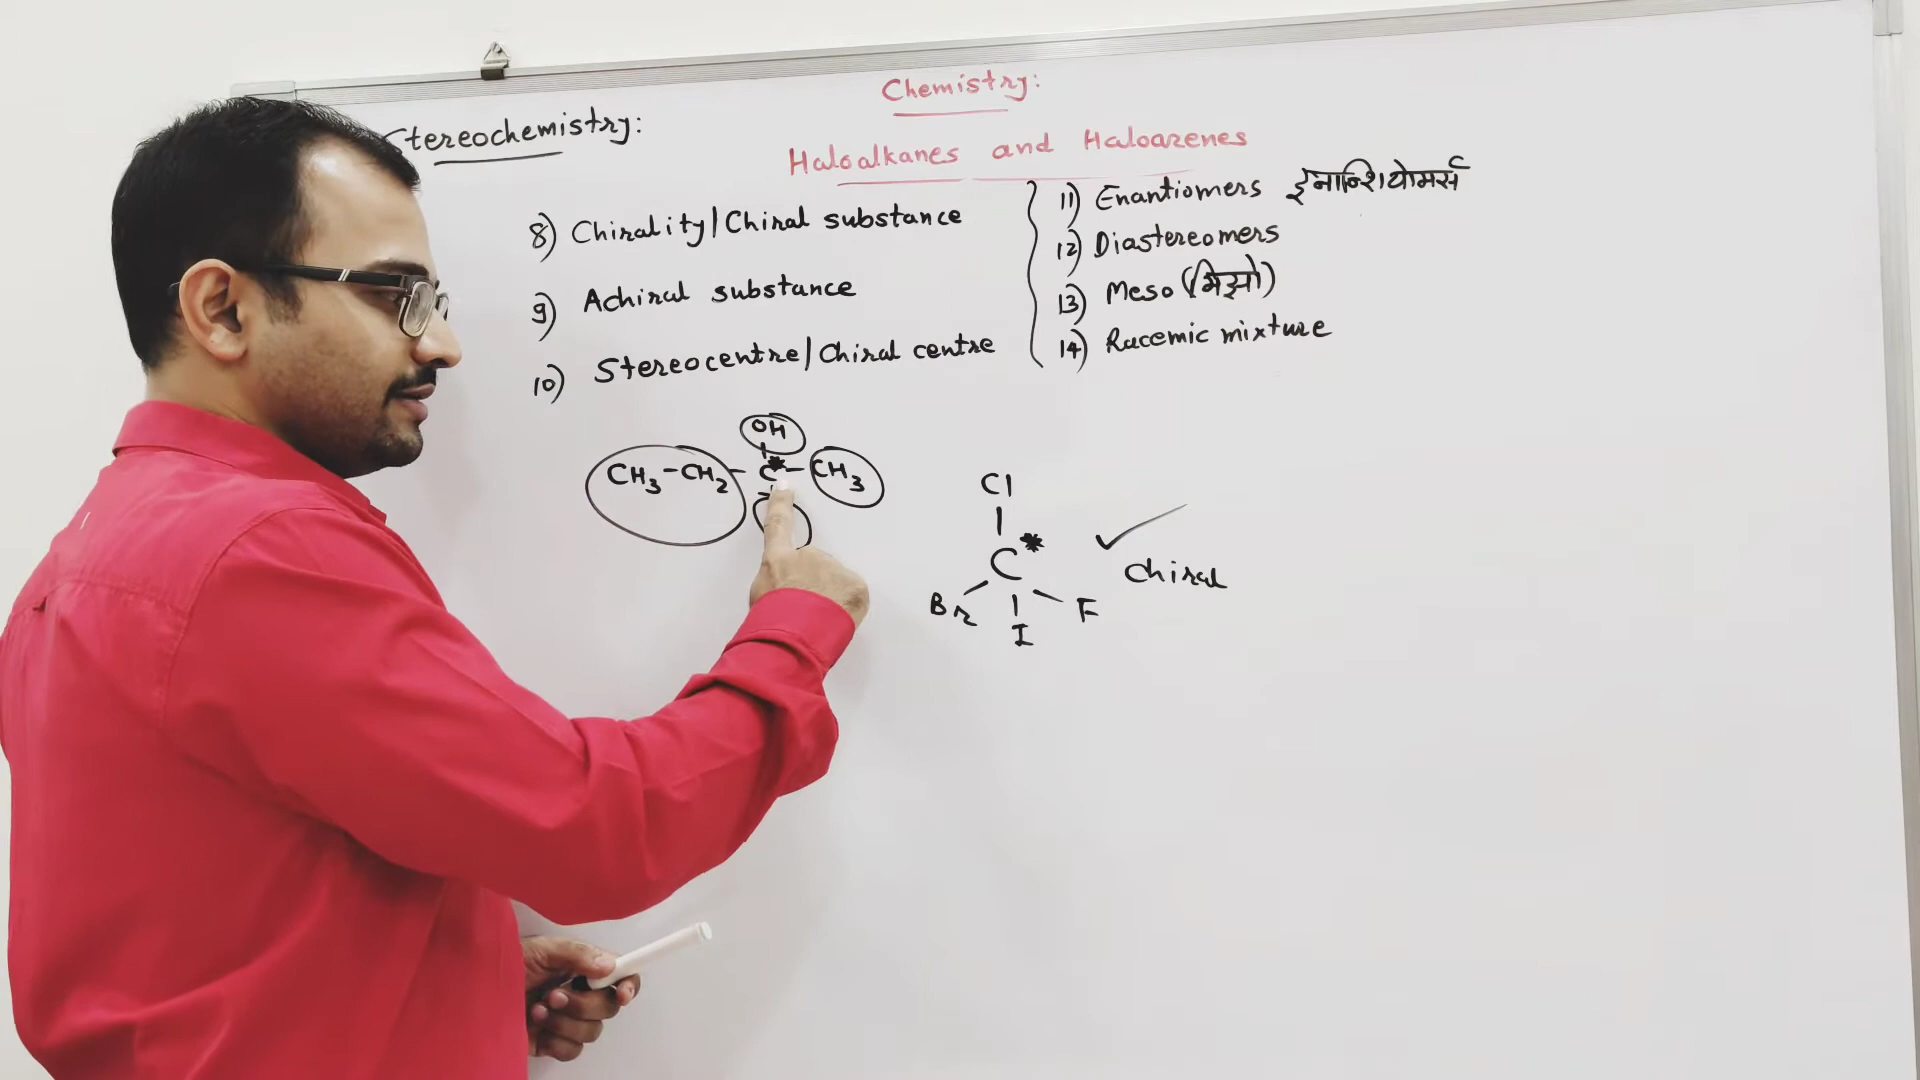 Chemistry:
Stereochemistry:
Haloalkanes and Haloarenes
8) Chirality/Chiral substance
9) Achiral substance
10) Stereocentre/Chiral centre
11) Enantiomers इनान्शियोमर्स
12) Diastereomers
13) Meso (मिझो)
14) Racemic mixture
OH
CH3-CH2-C*-CH3
Cl
C*
Br I F
Chiral